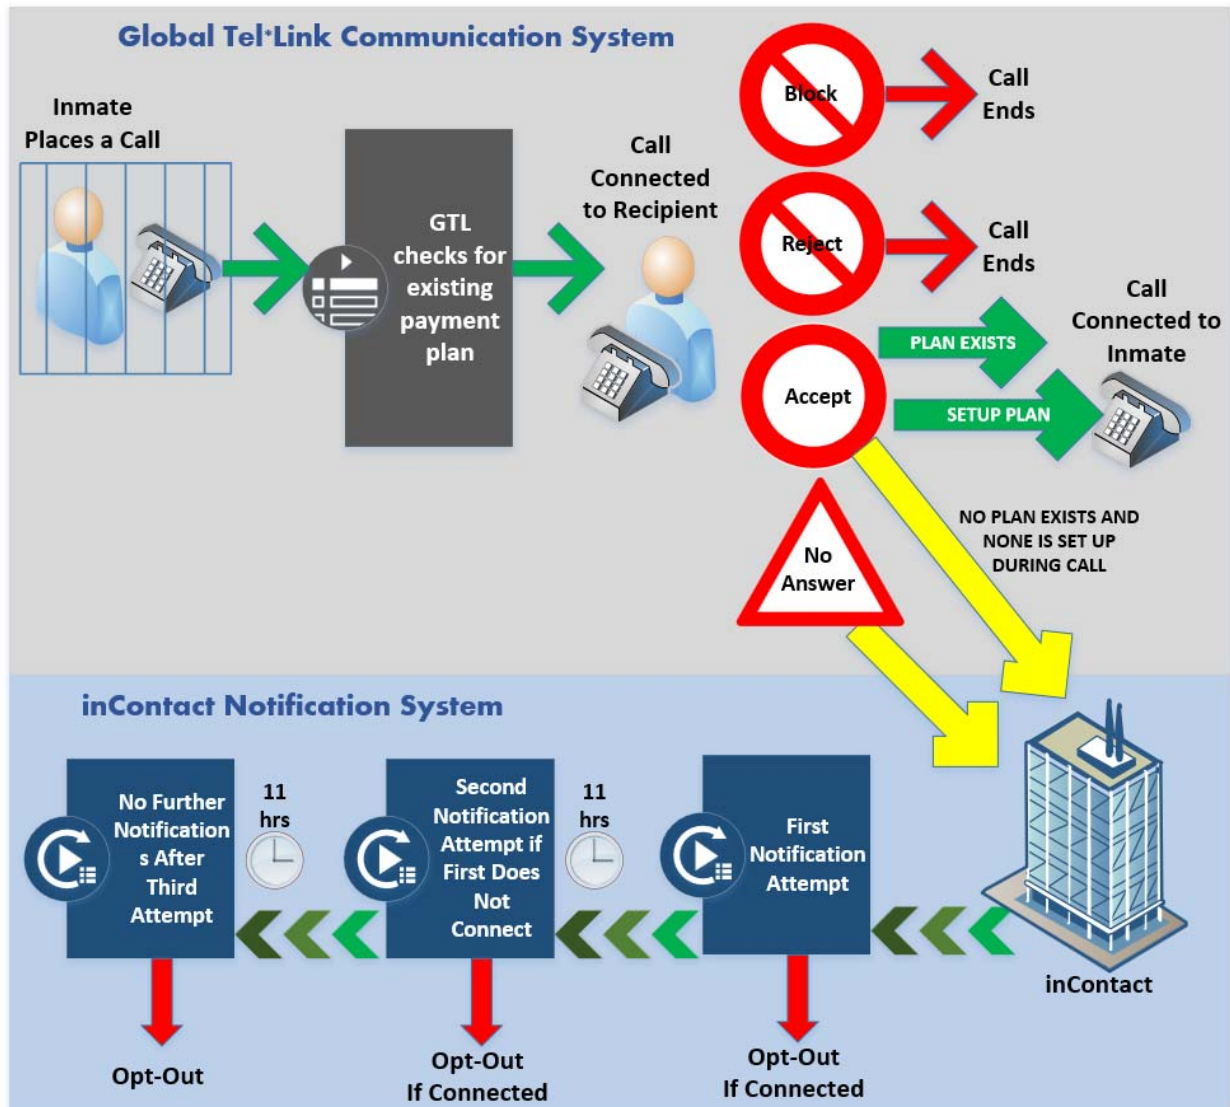 Global Tel*Link Communication System
Inmate
Places a Call
GTL
checks for
existing
payment
plan
Call
Connected
to Recipient
Block
Call
Ends
Reject
Call
Ends
Accept
PLAN EXISTS
SETUP PLAN
Call
Connected to
Inmate
NO PLAN EXISTS AND
NONE IS SET UP
DURING CALL
No
Answer
inContact Notification System
No Further
Notification
s After
Third
Attempt
11
hrs
Second
Notification
Attempt if
First Does
Not
Connect
11
hrs
First
Notification
Attempt
inContact
Opt-Out
Opt-Out
If Connected
Opt-Out
If Connected